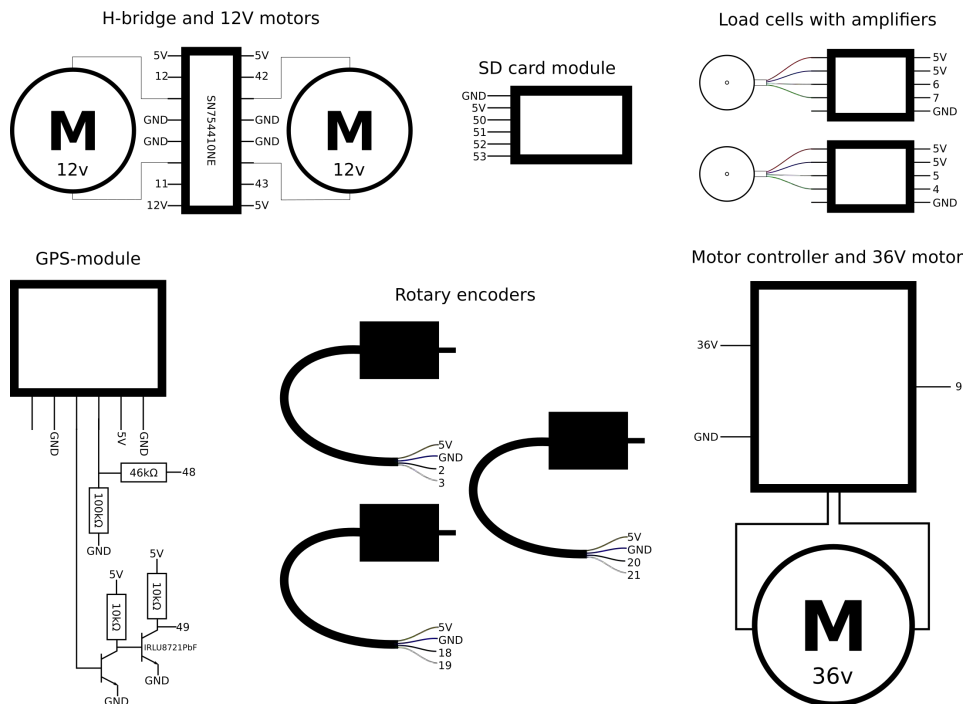 H-bridge and 12V motors
5V
12
GND
GND
11
12V
SN754410NE
5V
42
GND
GND
43
5V
M
12v
M
12v
SD card module
GND
5V
50
51
52
53
Load cells with amplifiers
5V
5V
6
7
GND
5V
5V
5
4
GND
GPS-module
GND
5V
GND
46kΩ
48
100kΩ
GND
5V
5V
10kΩ
10kΩ
49
IRLU8721PbF
GND
GND
Rotary encoders
5V
GND
2
3
5V
GND
20
21
5V
GND
18
19
Motor controller and 36V motor
36V
GND
9
M
36v